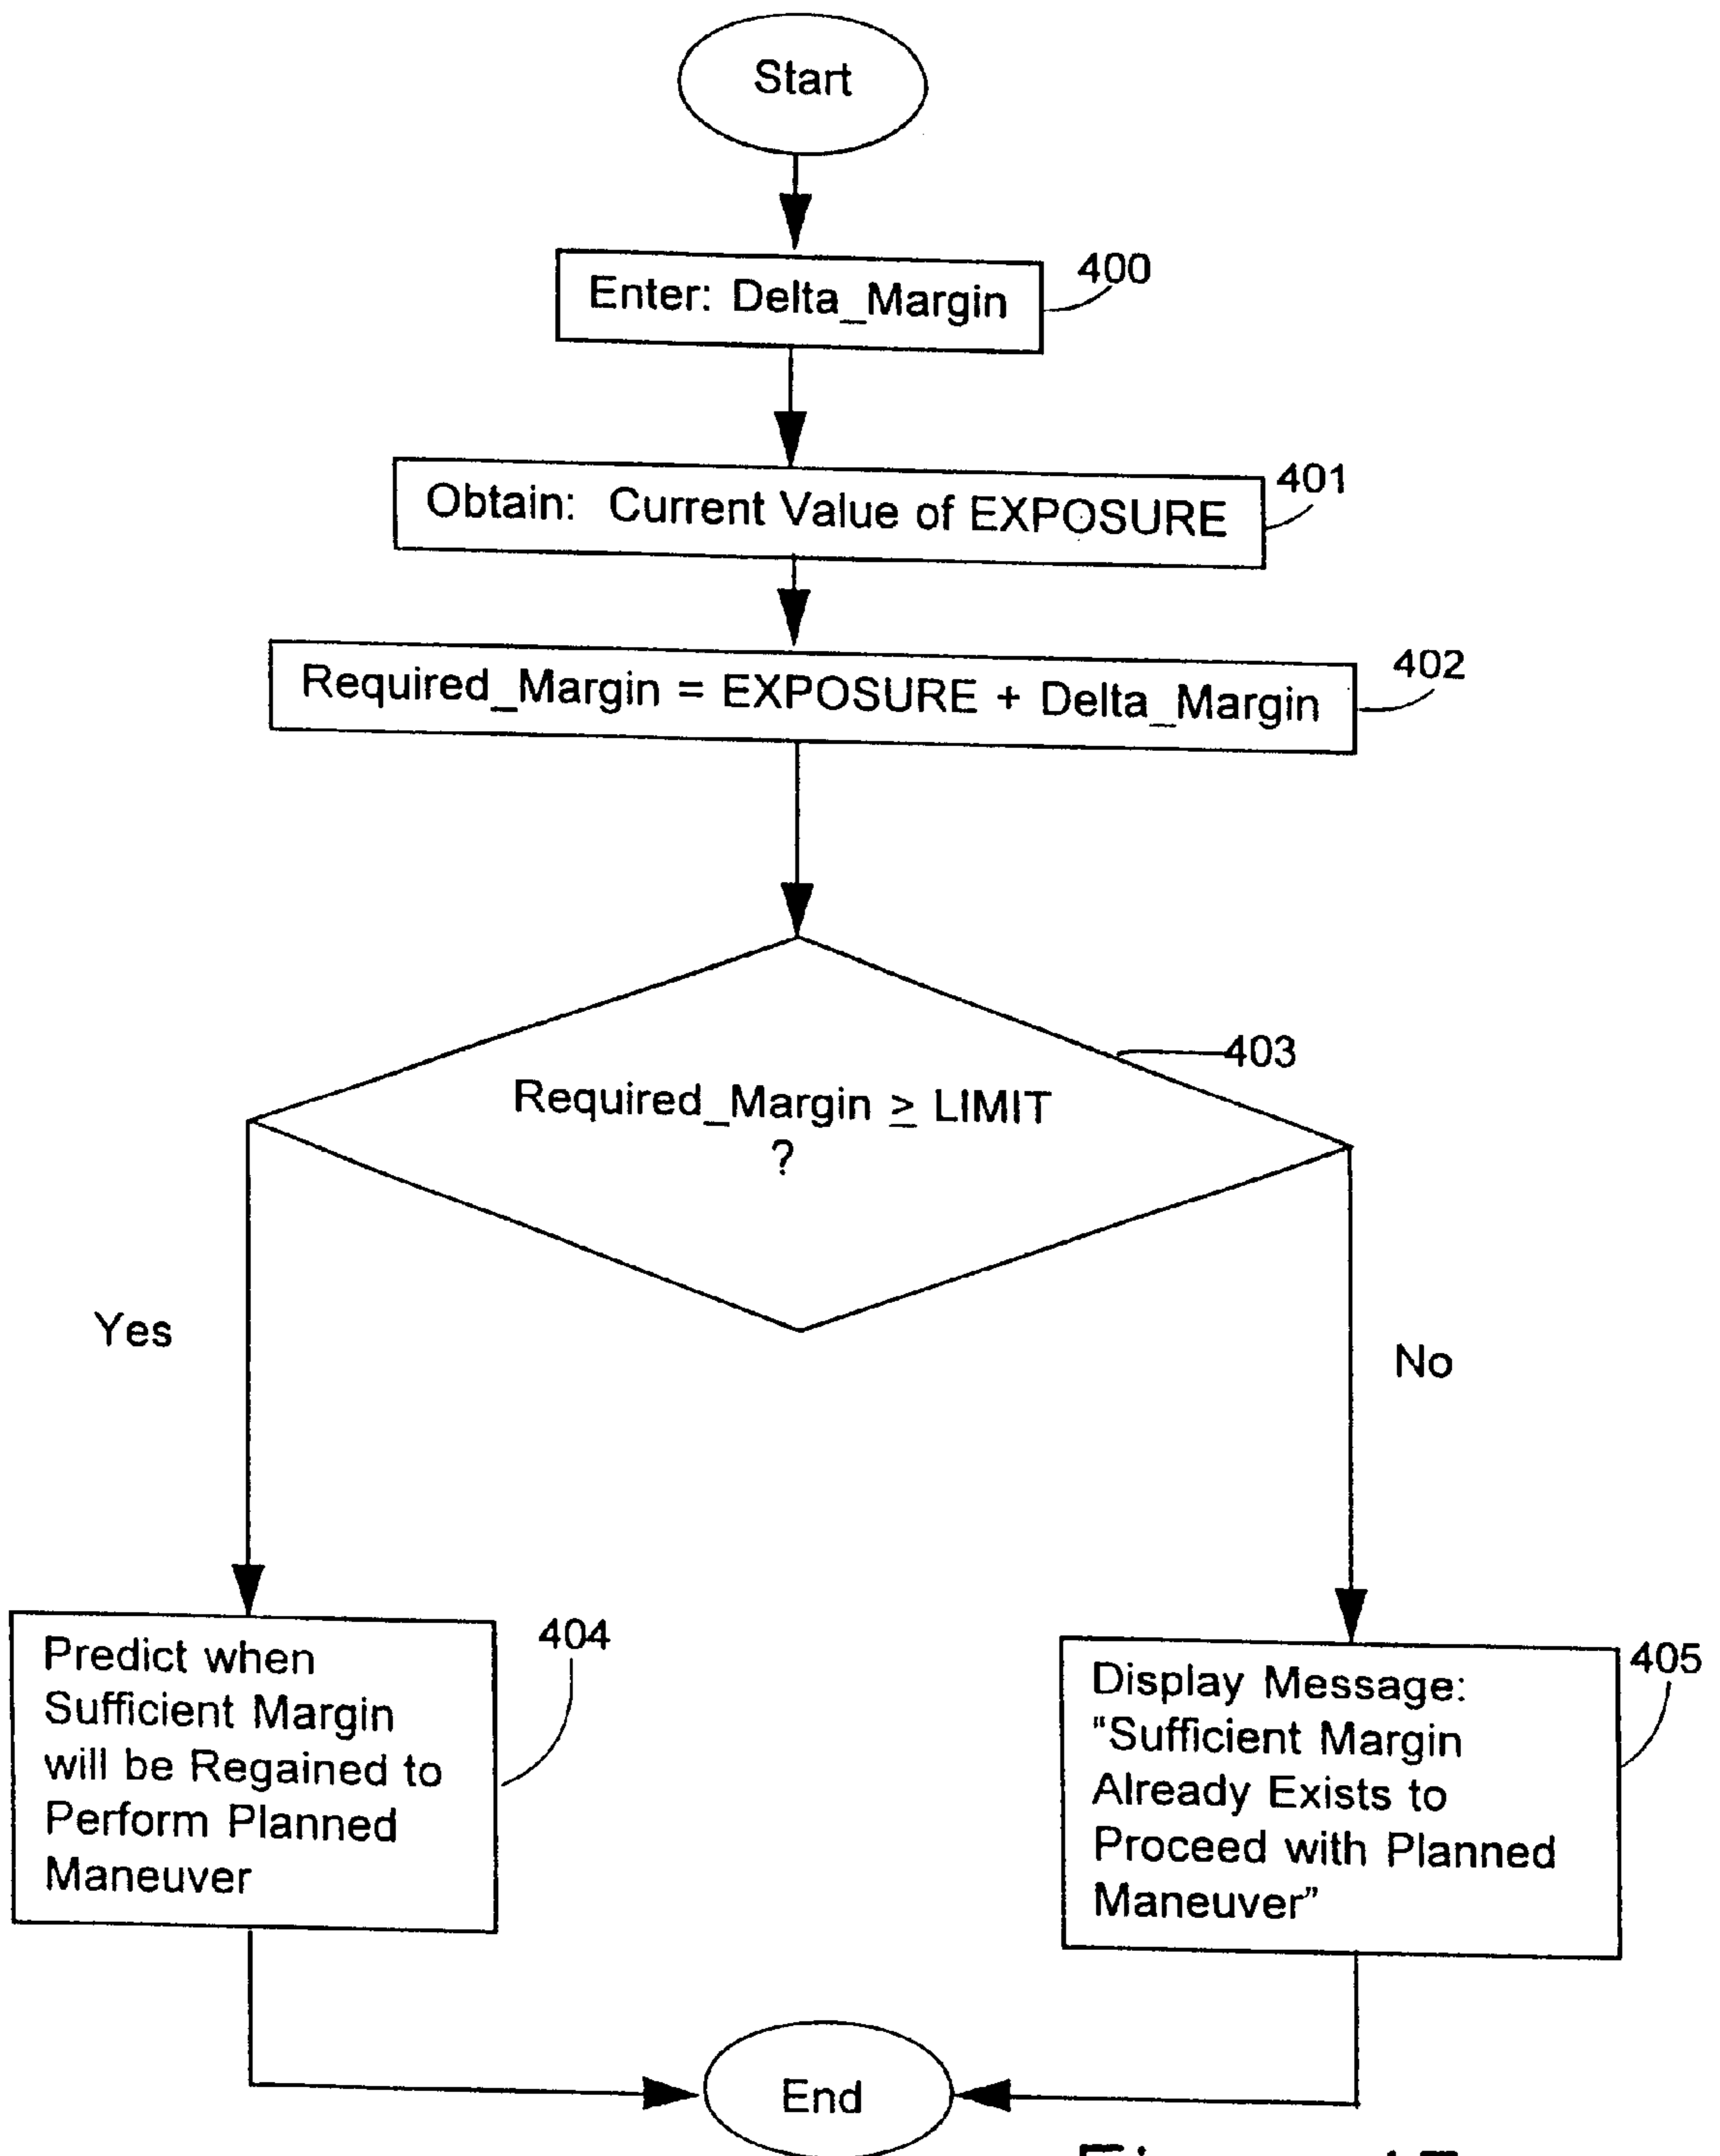 Start
Enter: Delta_Margin
400
Obtain: Current Value of EXPOSURE
401
Required_Margin = EXPOSURE + Delta_Margin
402
403
Required_Margin ≥ LIMIT
?
Yes
No
Predict when
Sufficient Margin
will be Regained to
Perform Planned
Maneuver
404
Display Message:
“Sufficient Margin
Already Exists to
Proceed with Planned
Maneuver”
405
End